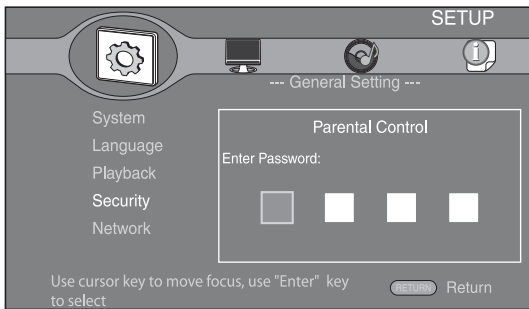 SETUP
--- General Setting ---
System
Language
Playback
Security
Network
Parental Control
Enter Password:
Use cursor key to move focus, use "Enter" key
to select
RETURN Return